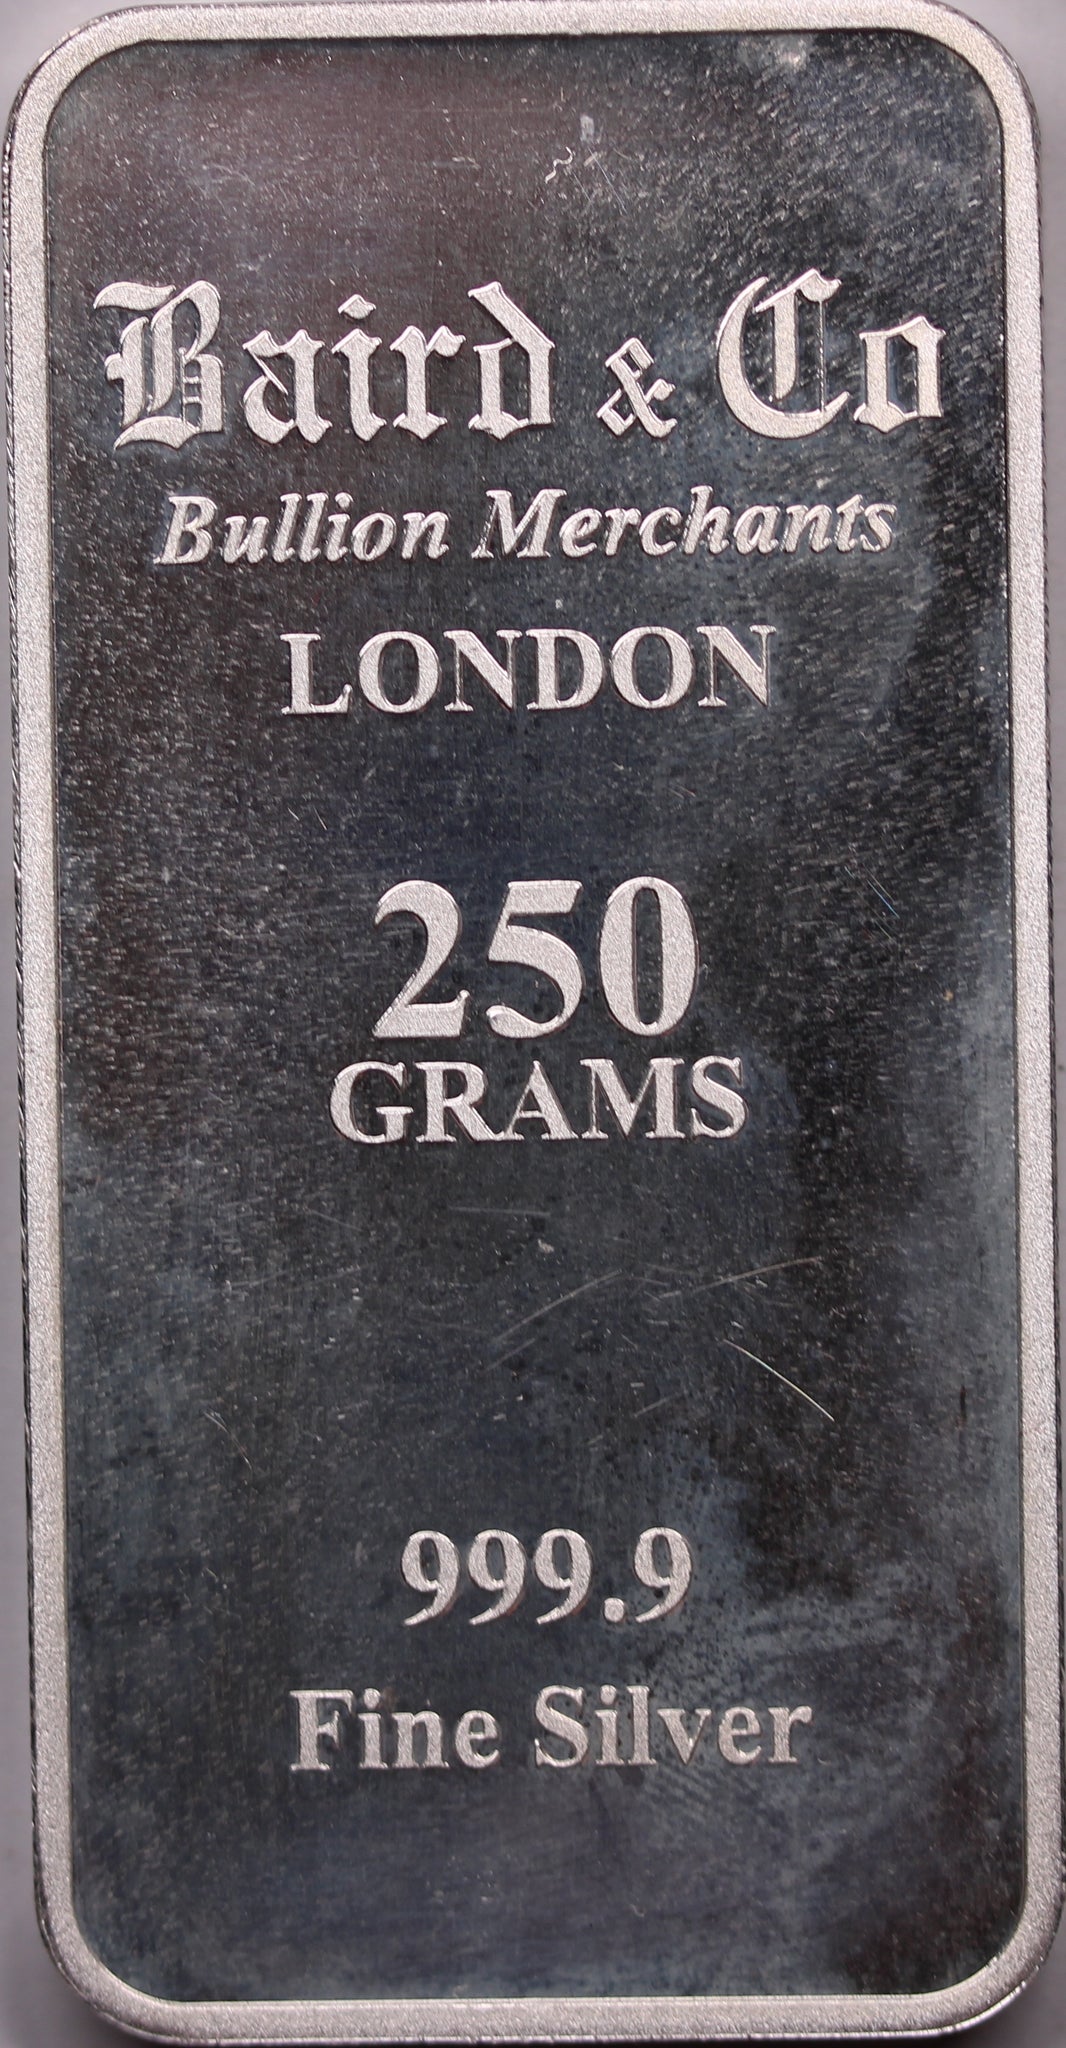 Baird & Co
Bullion Merchants
LONDON
250
GRAMS
999.9
Fine Silver